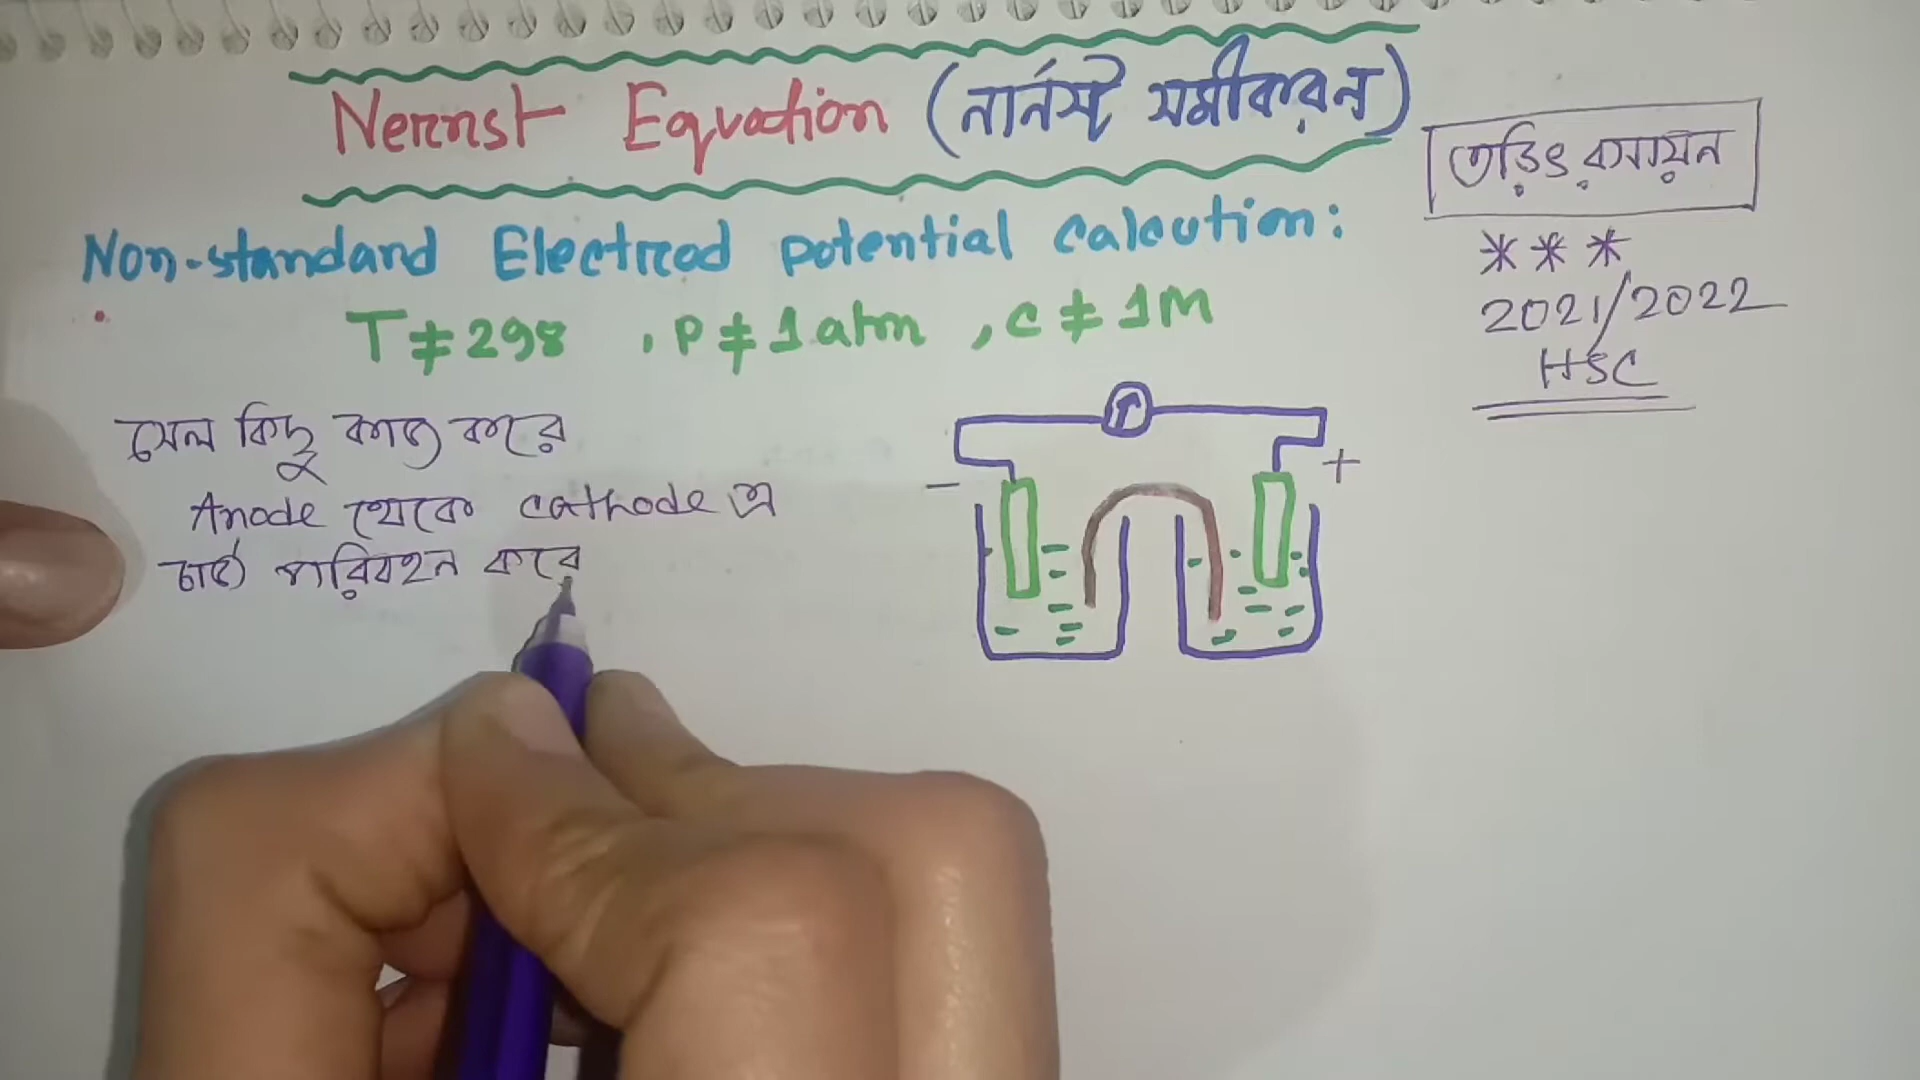 Nernst Equation (নার্নস্ট সমীকরন)
তড়িৎ রসায়ন
***
2021/2022
HSC
Non-standard Electrod potential calcution:
T ≠ 298 , P ≠ 1 atm , C ≠ 1M
সেল কিছু কাজ করে
Anode থেকে cathode এ
চার্জ পরিবহন করে
- +